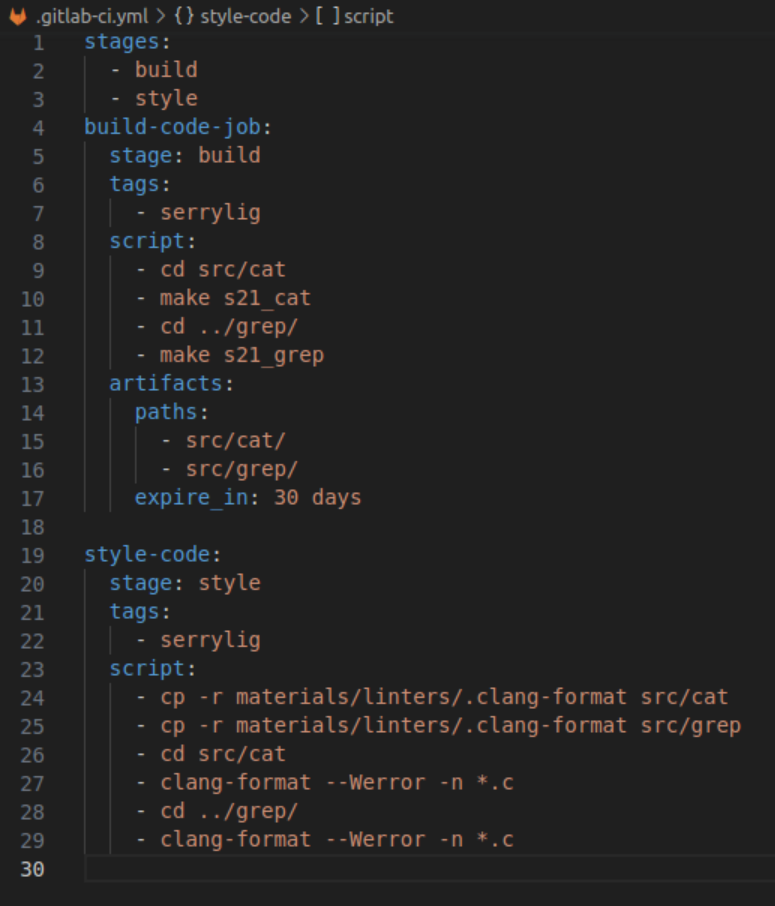 .gitlab-ci.yml > {} style-code > [ ] script
1 stages:
2   - build
3   - style
4 build-code-job:
5   stage: build
6   tags:
7     - serrylig
8   script:
9     - cd src/cat
10     - make s21_cat
11     - cd ../grep/
12     - make s21_grep
13   artifacts:
14     paths:
15       - src/cat/
16       - src/grep/
17     expire_in: 30 days
18
19 style-code:
20   stage: style
21   tags:
22     - serrylig
23   script:
24     - cp -r materials/linters/.clang-format src/cat
25     - cp -r materials/linters/.clang-format src/grep
26     - cd src/cat
27     - clang-format --Werror -n *.c
28     - cd ../grep/
29     - clang-format --Werror -n *.c
30